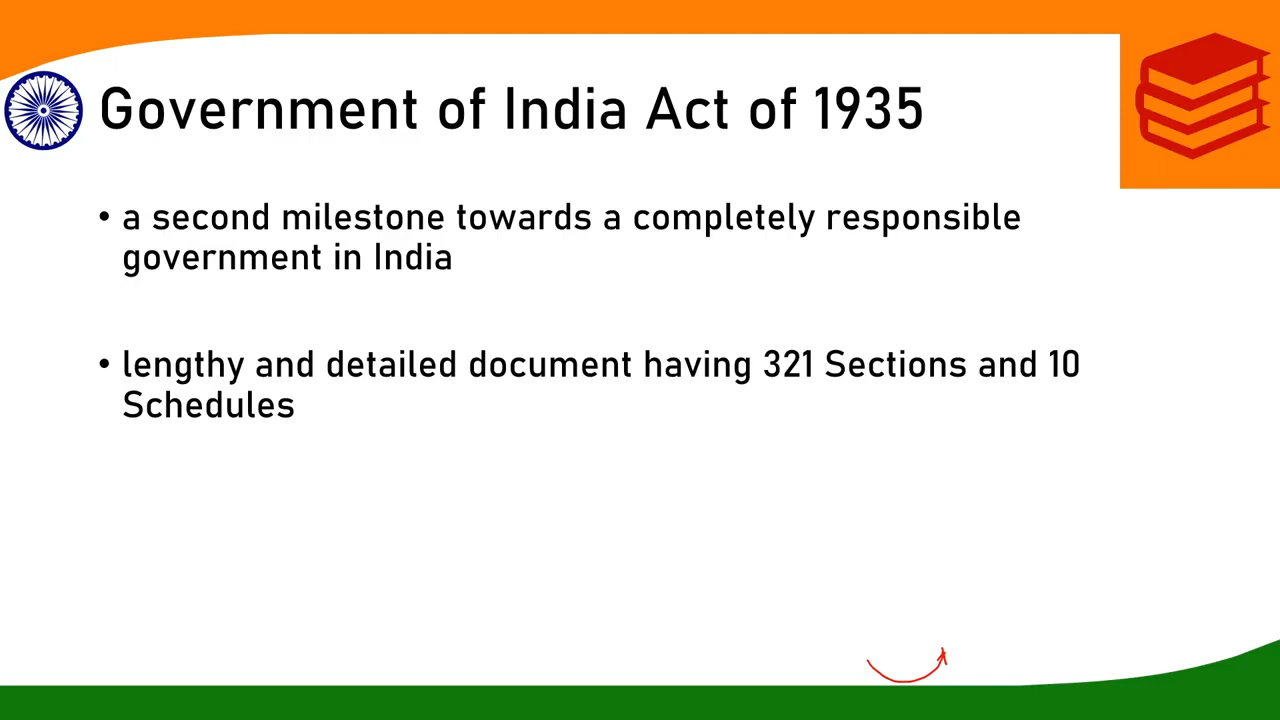 Government of India Act of 1935
• a second milestone towards a completely responsible
government in India
• lengthy and detailed document having 321 Sections and 10
Schedules